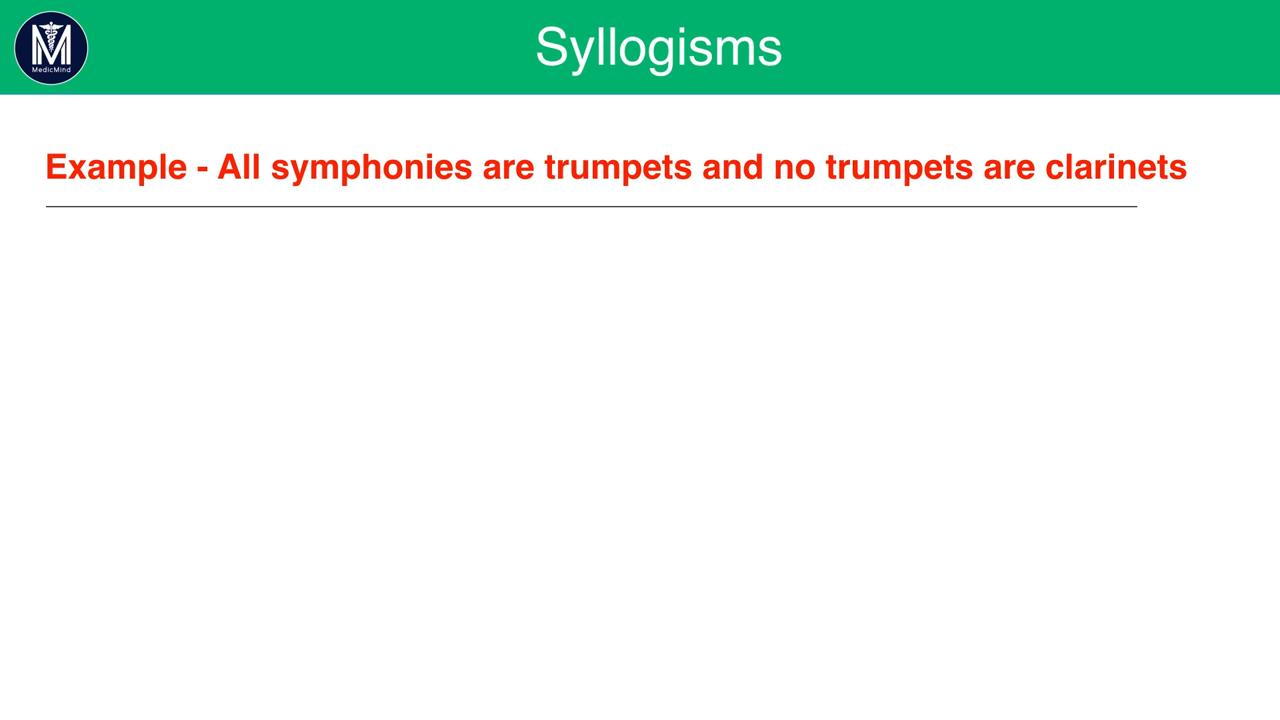 MedicMind
Syllogisms
Example - All symphonies are trumpets and no trumpets are clarinets